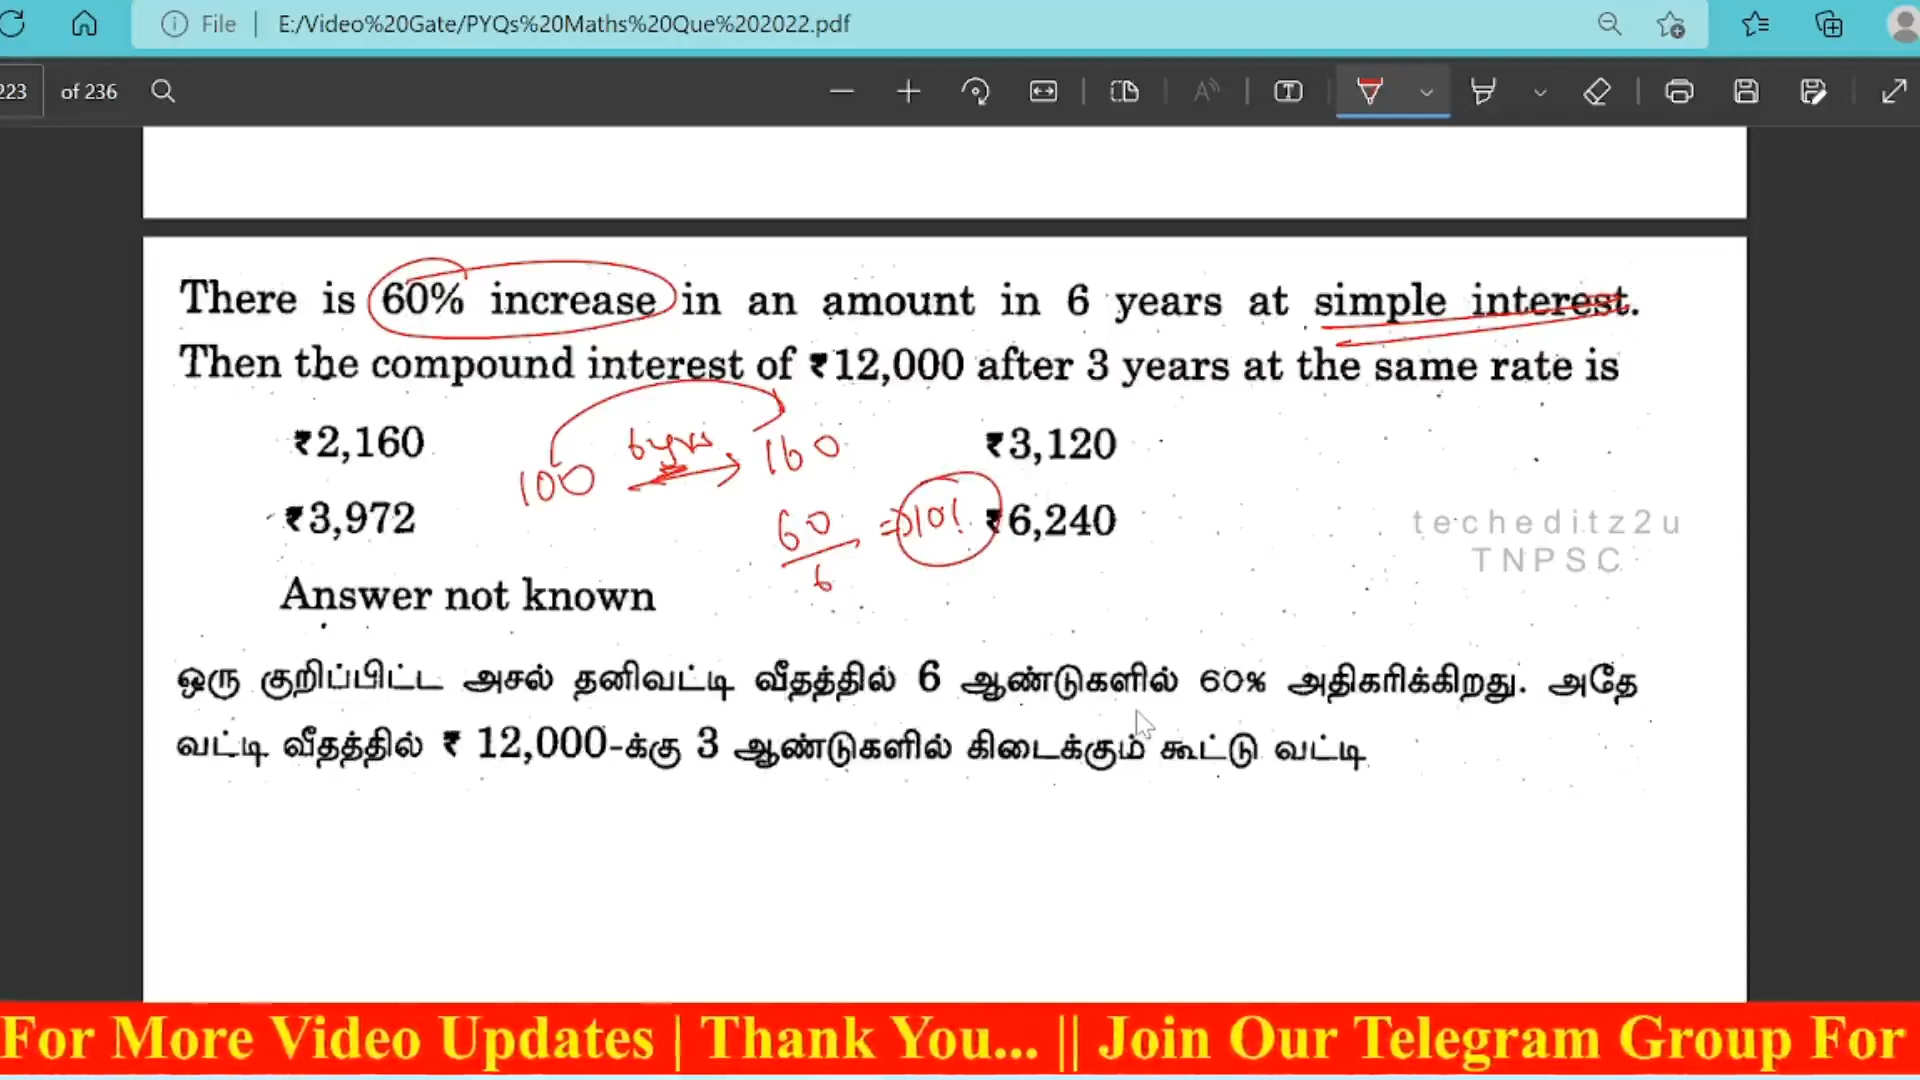 File | E:/Video%20Gate/PYQs%20Maths%20Que%202022.pdf
223 of 236
There is 60% increase in an amount in 6 years at simple interest.
Then the compound interest of ₹12,000 after 3 years at the same rate is
₹2,160 ₹3,120
100 6yrs 160
₹3,972 ₹6,240
60/6 => 10%
techeditz2u
TNPSC
Answer not known
ஒரு குறிப்பிட்ட அசல் தனிவட்டி வீதத்தில் 6 ஆண்டுகளில் 60% அதிகரிக்கிறது. அதே
வட்டி வீதத்தில் ₹ 12,000-க்கு 3 ஆண்டுகளில் கிடைக்கும் கூட்டு வட்டி
For More Video Updates | Thank You... || Join Our Telegram Group For